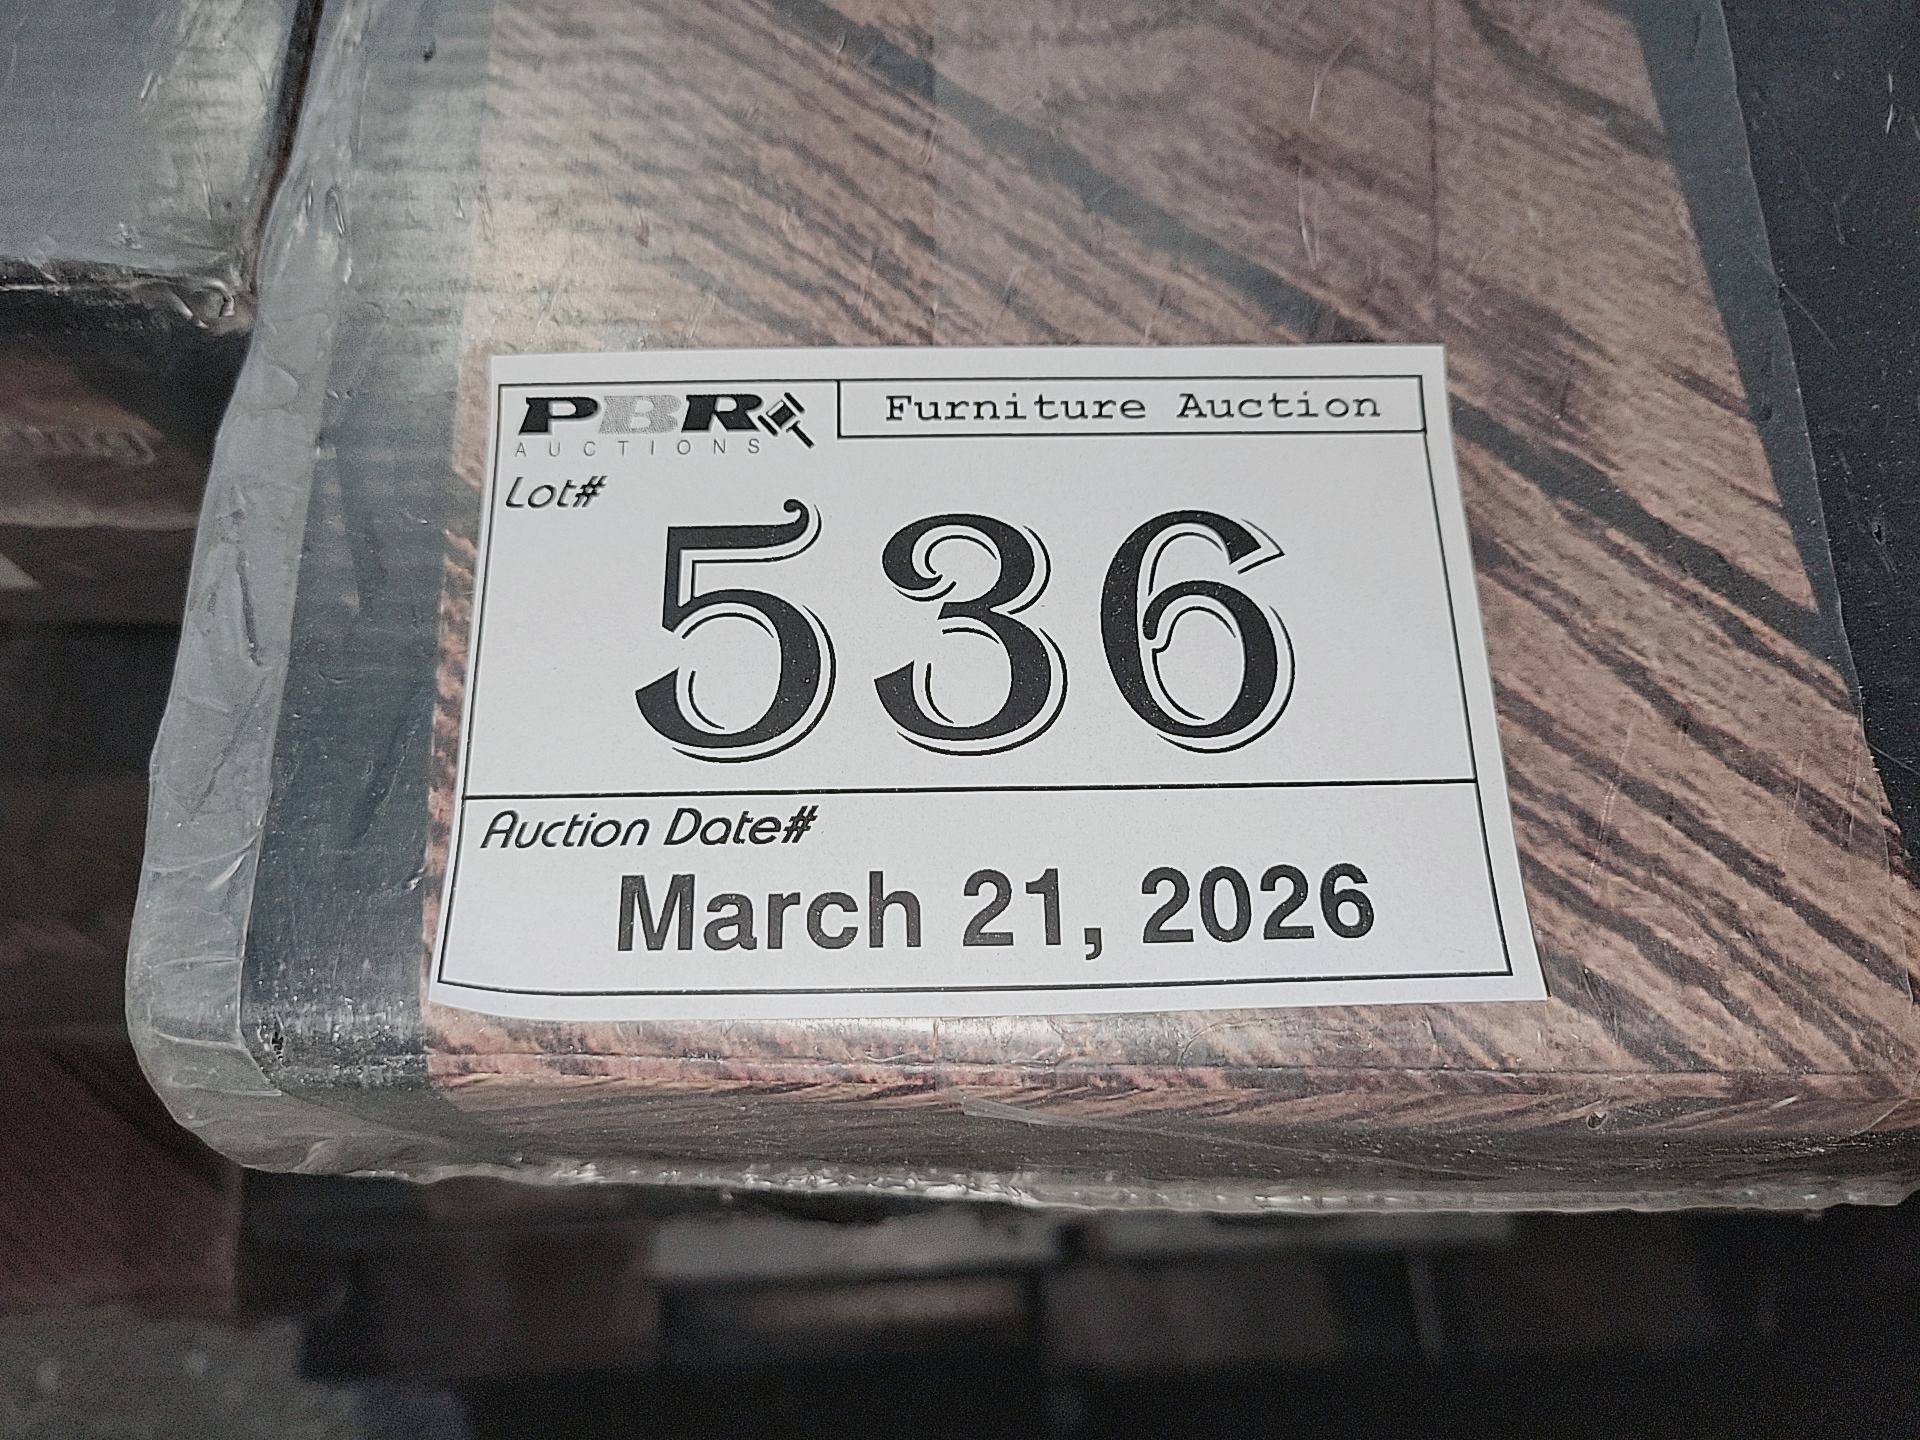 PBR
AUCTIONS
Furniture Auction
Lot#
536
Auction Date#
March 21, 2026